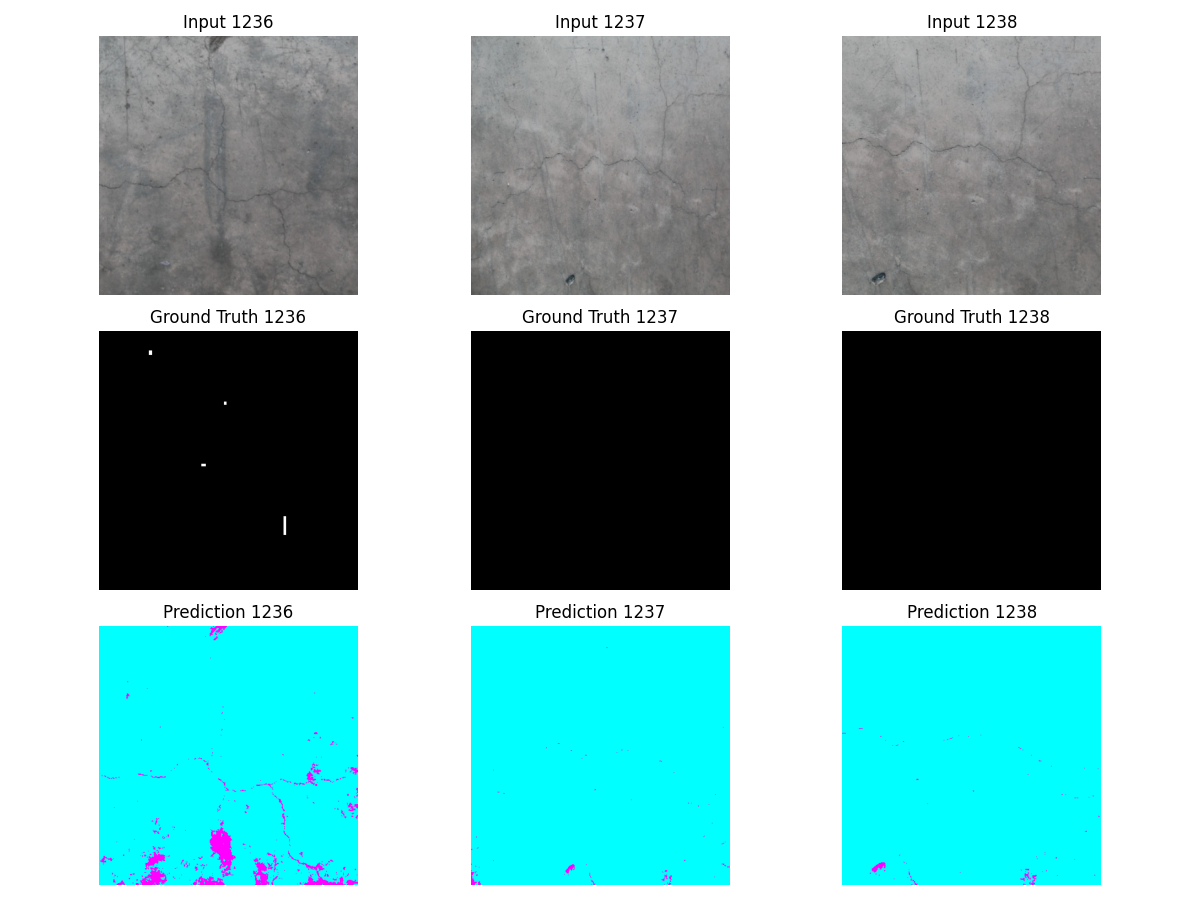 Input 1236
Input 1237
Input 1238
Ground Truth 1236
Ground Truth 1237
Ground Truth 1238
Prediction 1236
Prediction 1237
Prediction 1238